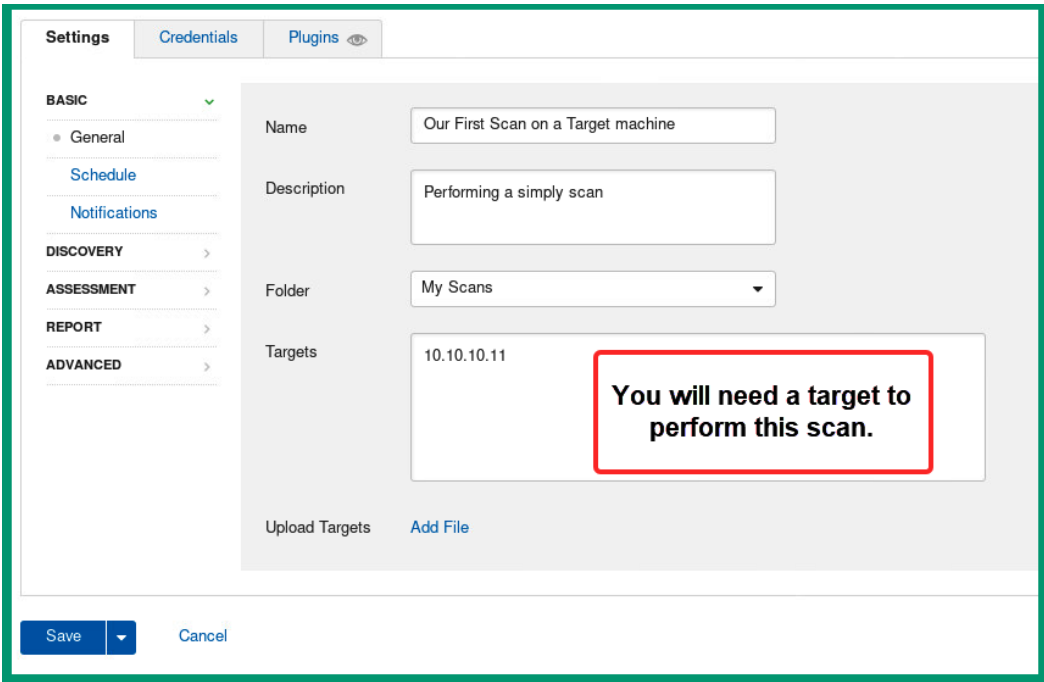 Settings
Credentials
Plugins
BASIC
General
Schedule
Notifications
DISCOVERY
ASSESSMENT
REPORT
ADVANCED
Name
Our First Scan on a Target machine
Description
Performing a simply scan
Folder
My Scans
Targets
10.10.10.11
You will need a target to
perform this scan.
Upload Targets
Add File
Save
Cancel